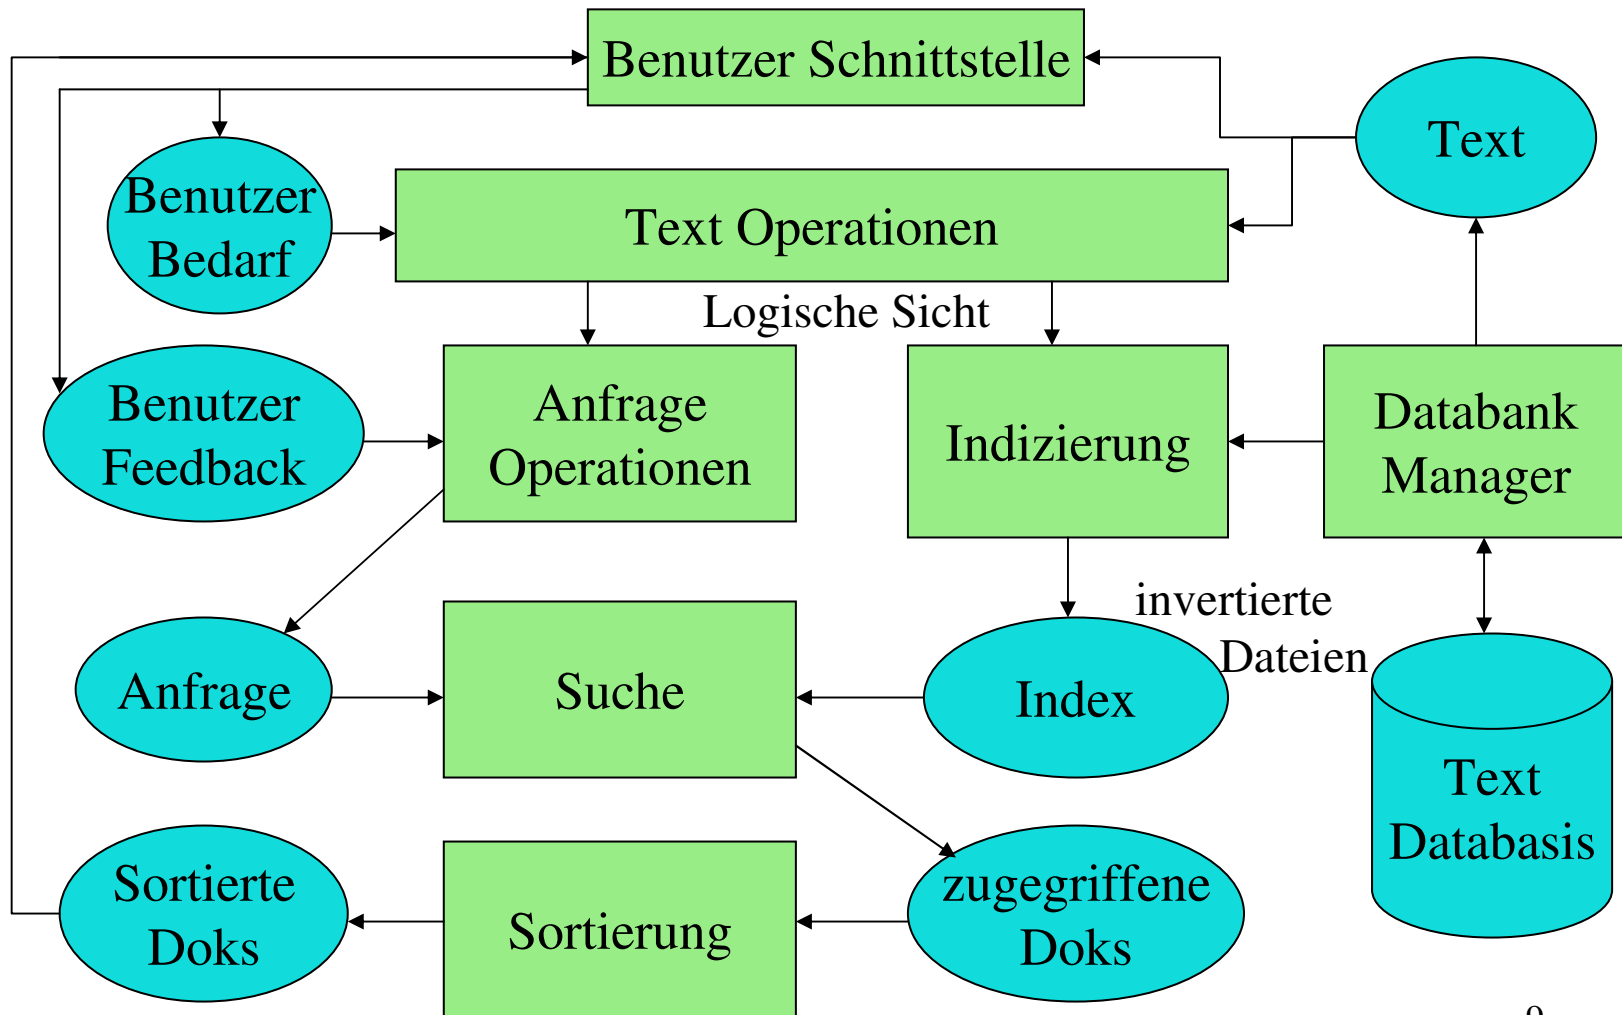 Benutzer Schnittstelle
Text
Benutzer
Bedarf
Text Operationen
Logische Sicht
Benutzer
Feedback
Anfrage
Operationen
Indizierung
Databank
Manager
invertierte
Dateien
Anfrage
Suche
Index
Text
Databasis
Sortierte
Doks
Sortierung
zugegriffene
Doks